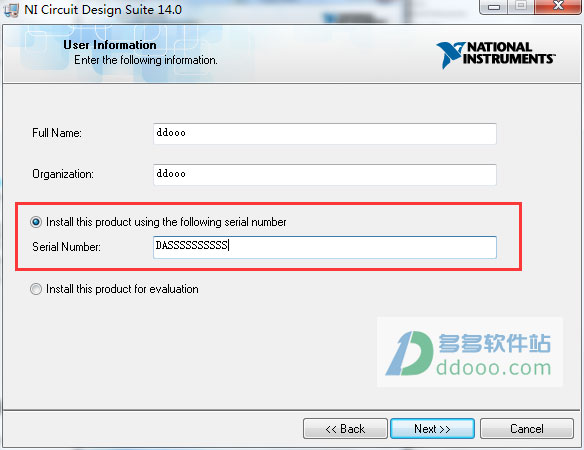 NI Circuit Design Suite 14.0
User Information
Enter the following information.
NATIONAL
INSTRUMENTS™
Full Name:
ddooo
Organization:
ddooo
Install this product using the following serial number
Serial Number:
DASSSSSSSSSS
Install this product for evaluation
多多软件站
ddooo.com
<< Back
Next >>
Cancel